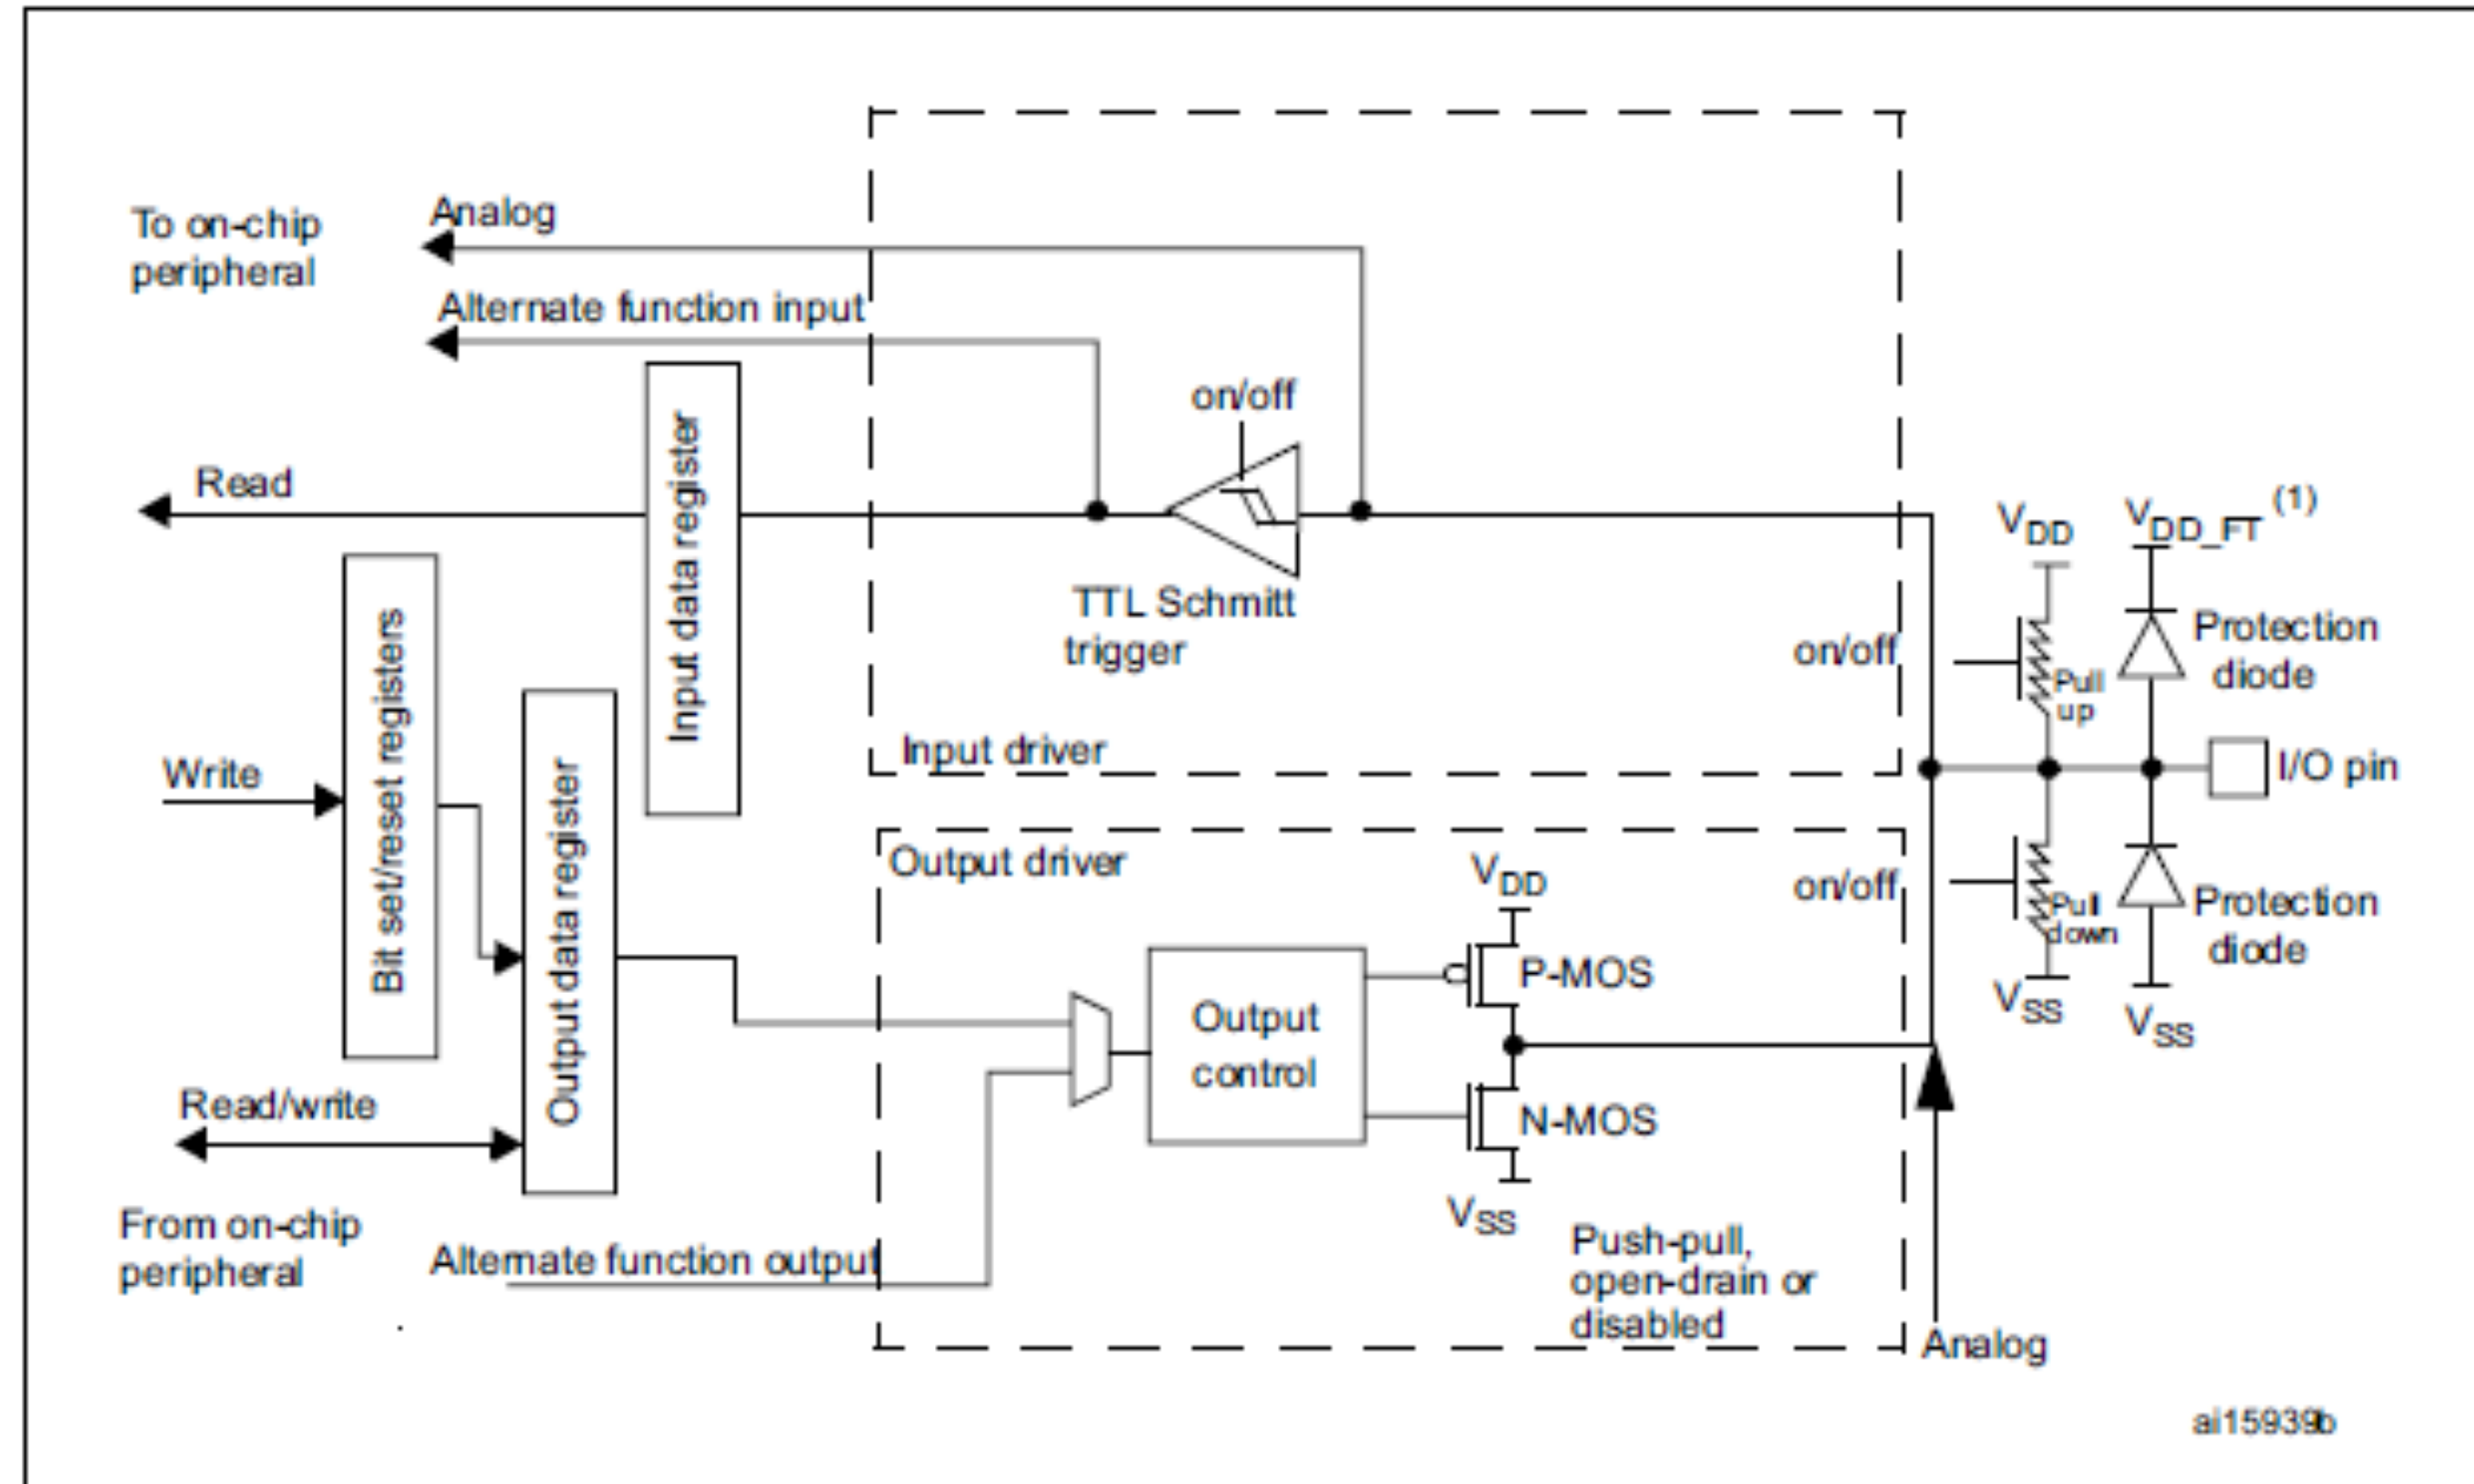 To on-chip
peripheral
Analog
Alternate function input
on/off
Read
Input data register
TTL Schmitt
trigger
Input driver
on/off
VDD
VDD_FT (1)
Pull
up
Protection
diode
Bit set/reset registers
Write
Output data register
I/O pin
Output driver
VDD
on/off
Pull
down
Protection
diode
VSS
VSS
Output
control
P-MOS
N-MOS
VSS
Read/write
From on-chip
peripheral
Alternate function output
Push-pull,
open-drain or
disabled
Analog
ai15939b